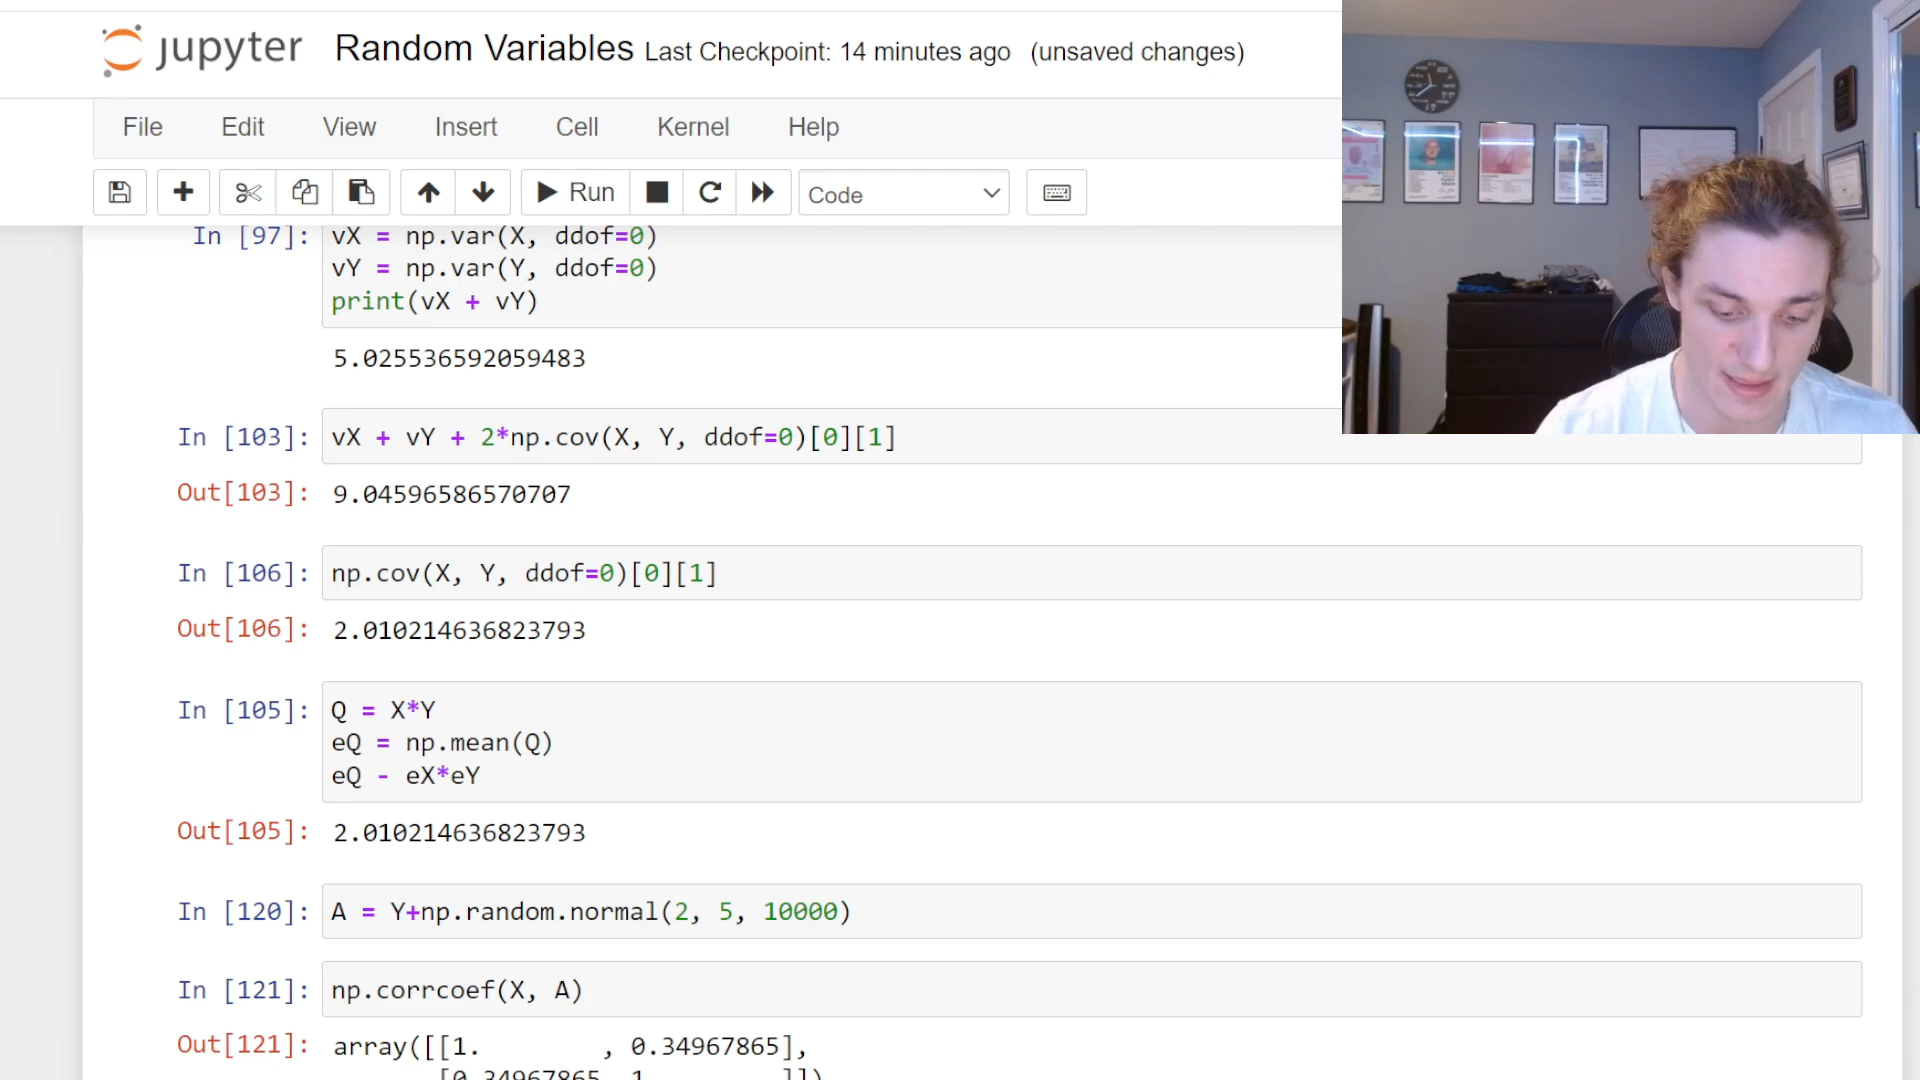 jupyter Random Variables Last Checkpoint: 14 minutes ago (unsaved changes)
File Edit View Insert Cell Kernel Help
Run Code
In [97]: vX = np.var(X, ddof=0)
vY = np.var(Y, ddof=0)
print(vX + vY)
5.025536592059483
In [103]: vX + vY + 2*np.cov(X, Y, ddof=0)[0][1]
Out[103]: 9.04596586570707
In [106]: np.cov(X, Y, ddof=0)[0][1]
Out[106]: 2.010214636823793
In [105]: Q = X*Y
eQ = np.mean(Q)
eQ - eX*eY
Out[105]: 2.010214636823793
In [120]: A = Y+np.random.normal(2, 5, 10000)
In [121]: np.corrcoef(X, A)
Out[121]: array([[1. , 0.34967865],
[0.34967865, 1. ]])